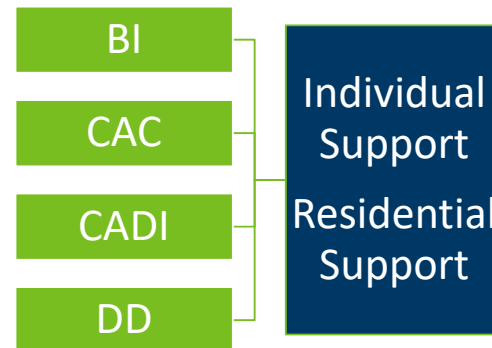 BI
CAC
CADI
DD
Individual
Support
Residential
Support